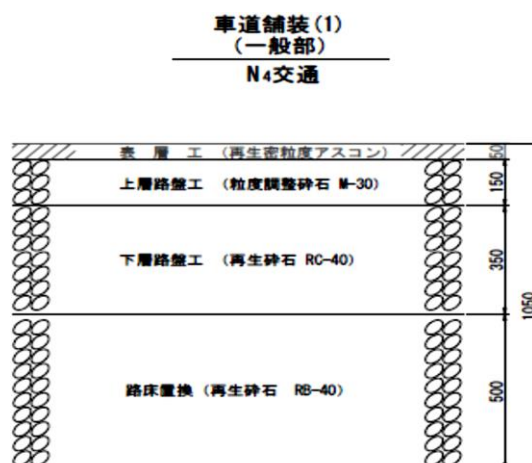 車道舗装(1)
(一般部)
N4交通
表 層 工 (再生密粒度アスコン)
50
上層路盤工 (粒度調整砕石 M-30)
150
下層路盤工 (再生砕石 RC-40)
350
1050
路床置換 (再生砕石 RB-40)
500